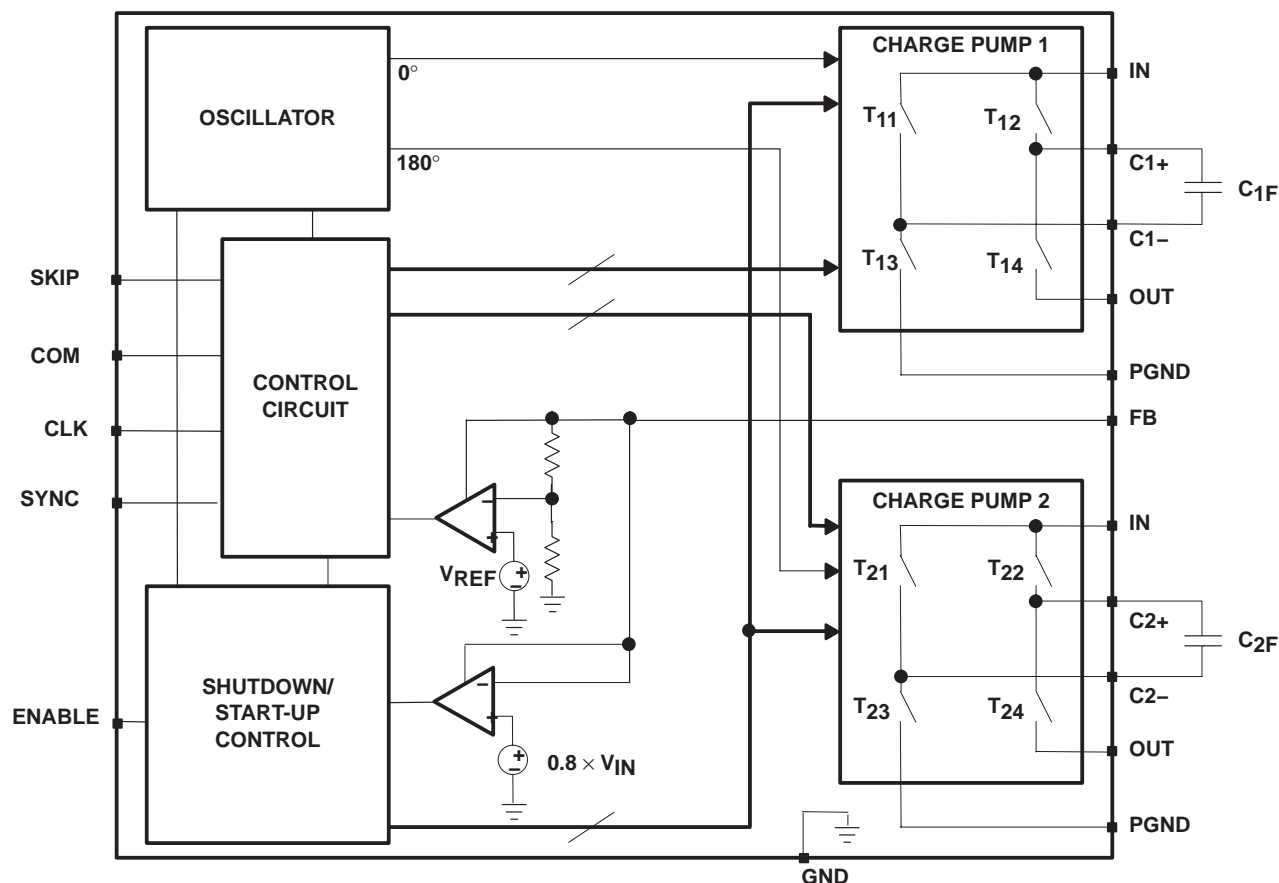 OSCILLATOR
0°
180°
CHARGE PUMP 1
T11
T12
T13
T14
IN
C1+
C1F
C1−
OUT
PGND
FB
SKIP
COM
CLK
SYNC
CONTROL
CIRCUIT
−
+
VREF
+
−
CHARGE PUMP 2
T21
T22
T23
T24
IN
C2+
C2F
C2−
OUT
PGND
ENABLE
SHUTDOWN/
START-UP
CONTROL
−
+
+
−
0.8 × VIN
GND